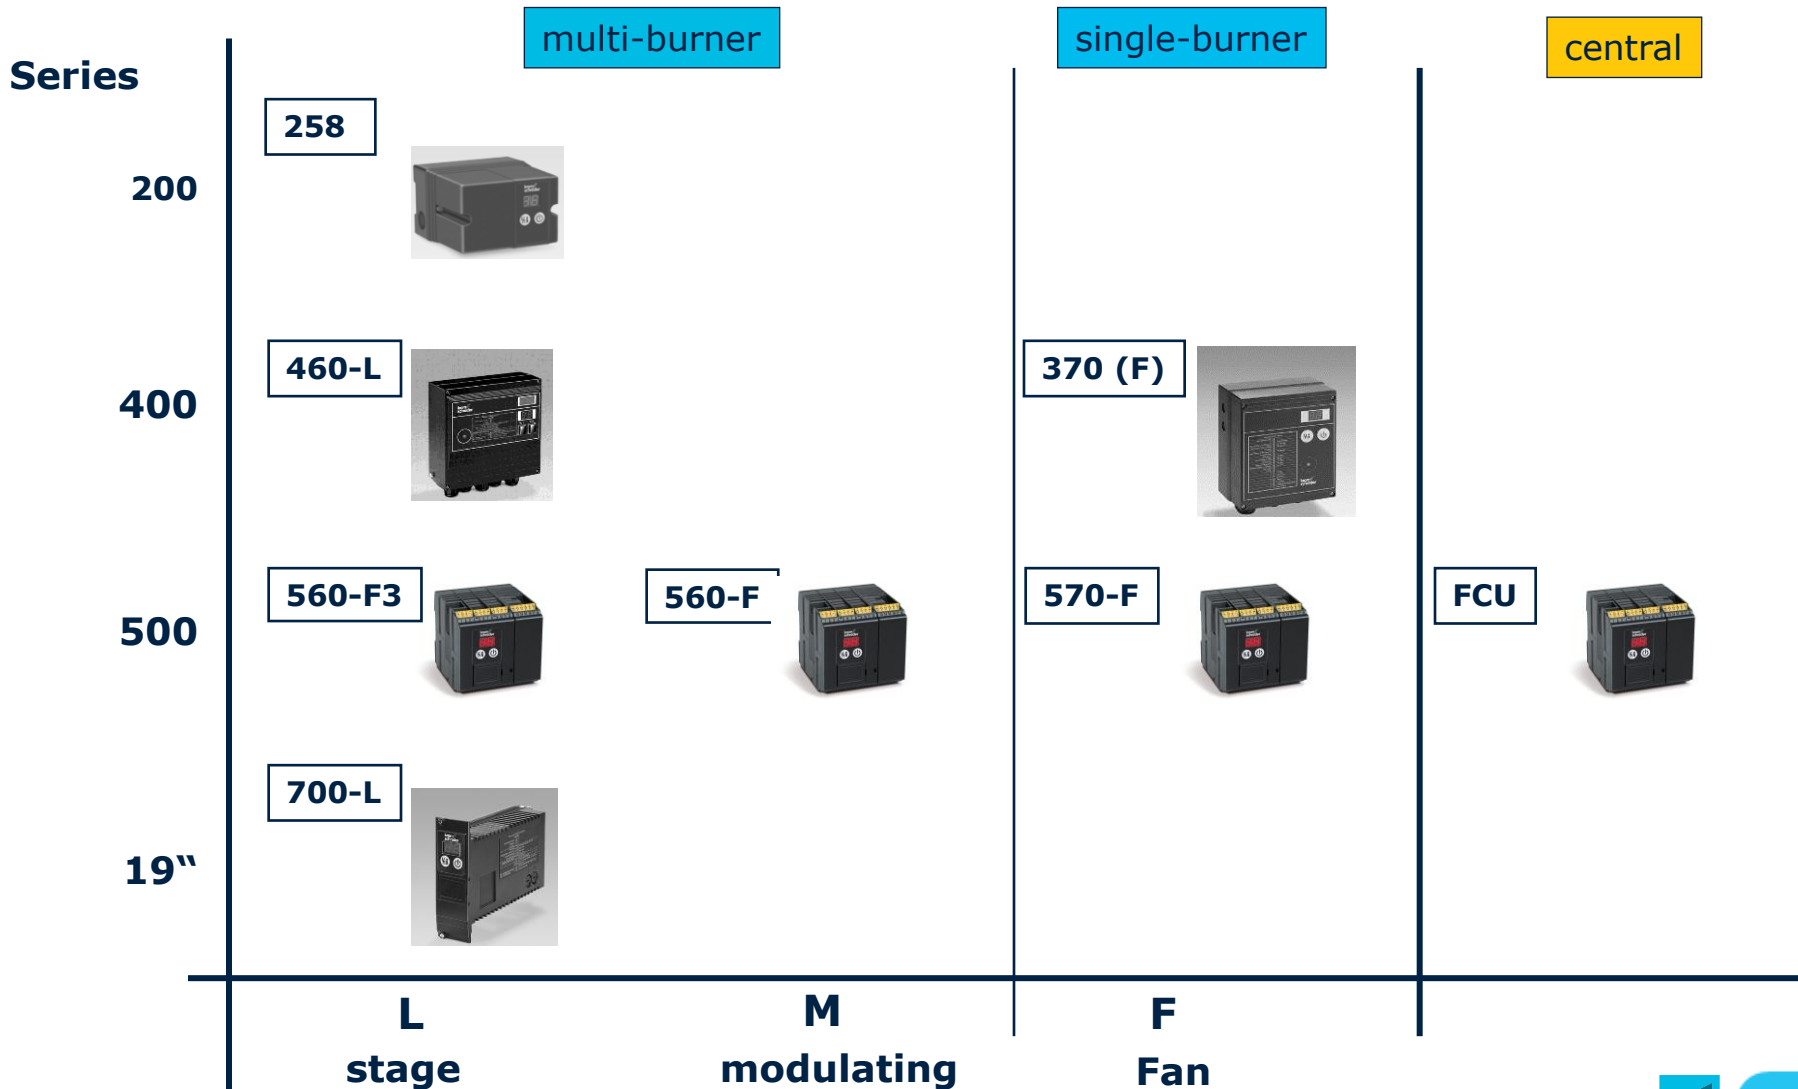 multi-burner
single-burner
central
Series
258
200
460-L
370 (F)
400
560-F3
560-F
570-F
FCU
500
700-L
19“
L
M
F
stage
modulating
Fan